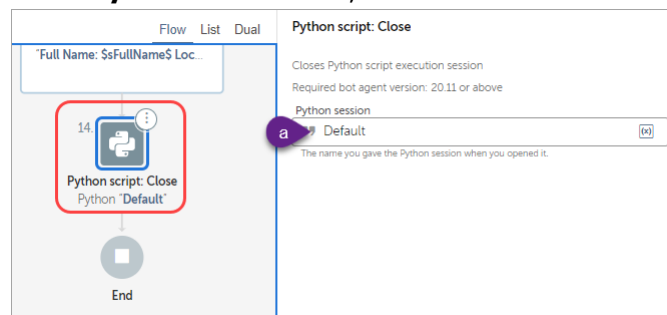 Flow List Dual
"Full Name: $sFullName$ Loc...
14.
Python script: Close
Python "Default"
End
Python script: Close
Closes Python script execution session
Required bot agent version: 20.11 or above
Python session
a
Default
(x)
The name you gave the Python session when you opened it.